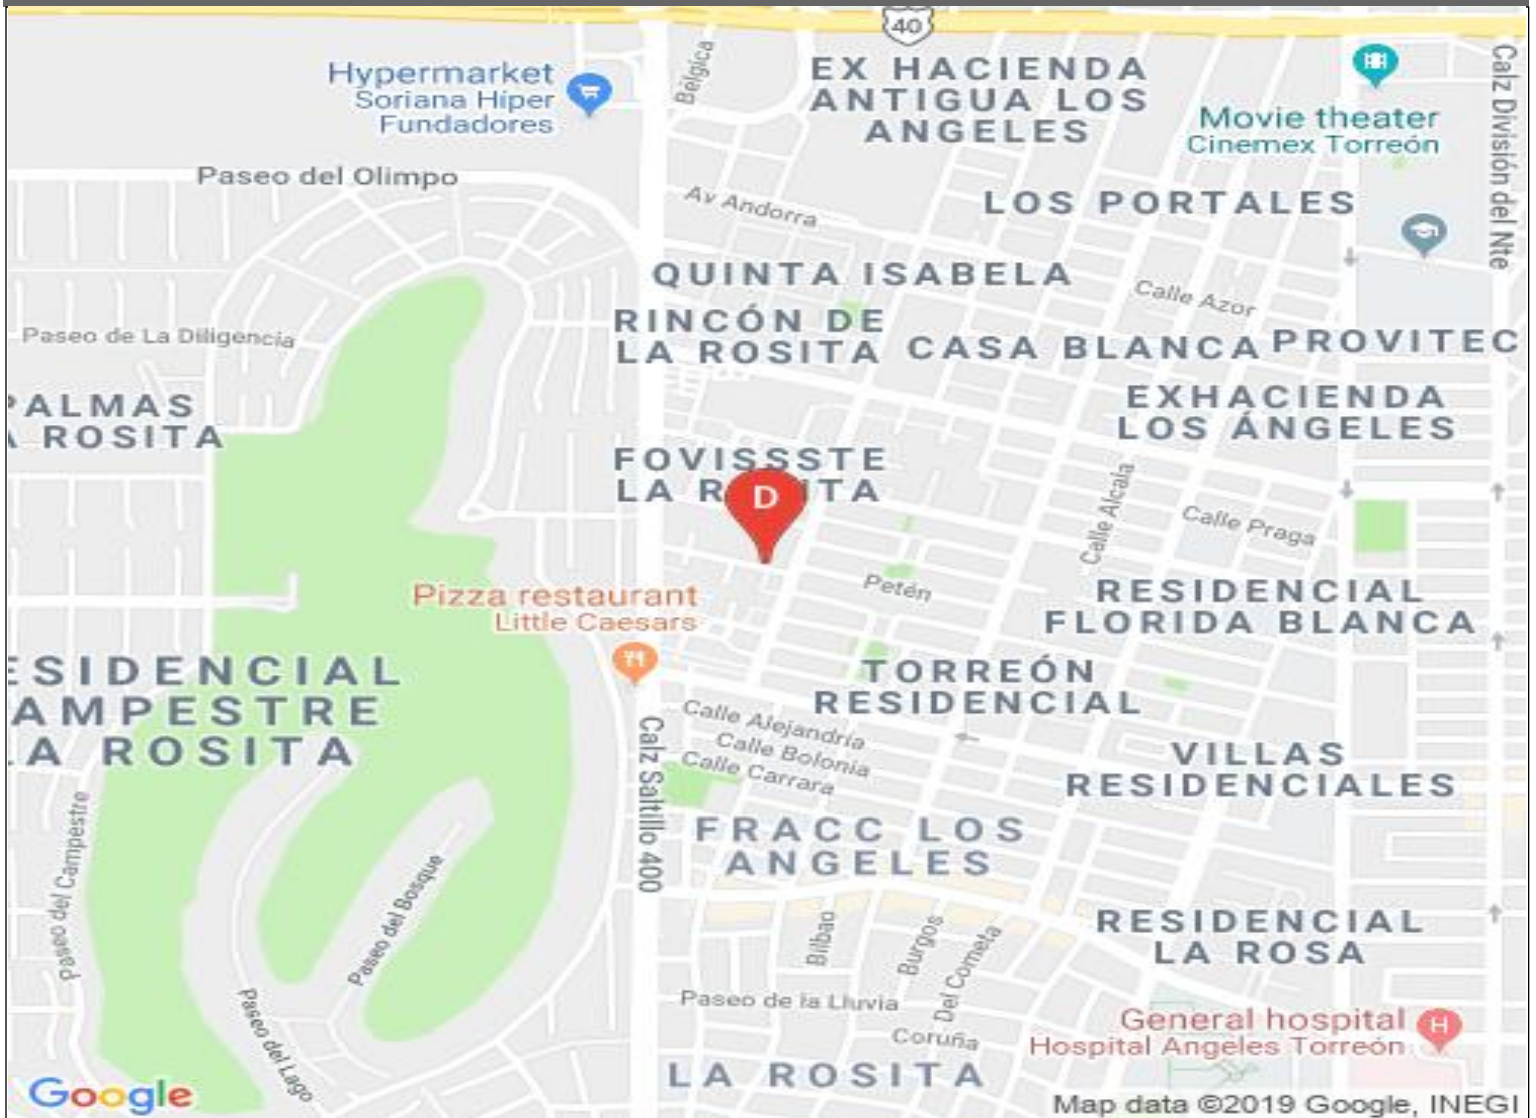 40
Bélgica
Hypermarket
Soriana Híper
Fundadores
EX HACIENDA
ANTIGUA LOS
ANGELES
Movie theater
Cinemex Torreón
Calz División del Nte
Paseo del Olimpo
Av Andorra
LOS PORTALES
QUINTA ISABELA
Calle Azor
Paseo de La Diligencia
RINCÓN DE
LA ROSITA
CASA BLANCA
PROVITEC
PALMAS
A ROSITA
EXHACIENDA
LOS ÁNGELES
FOVISSSTE
LA R ITA
D
Calle Alcala
Calle Praga
Petén
Pizza restaurant
Little Caesars
RESIDENCIAL
FLORIDA BLANCA
ESIDENCIAL
AMPESTRE
LA ROSITA
TORREÓN
RESIDENCIAL
Calle Alejandría
Calle Bolonia
Calle Carrara
Calz Saltillo 400
VILLAS
RESIDENCIALES
Paseo del Campestre
Paseo del Bosque
FRACC LOS
ANGELES
Bilbao
Burgos
Del Cometa
RESIDENCIAL
LA ROSA
Paseo de la Lluvia
Coruña
Paseo del Lago
General hospital
Hospital Angeles Torreón
H
LA ROSITA
Google
Map data ©2019 Google, INEGI